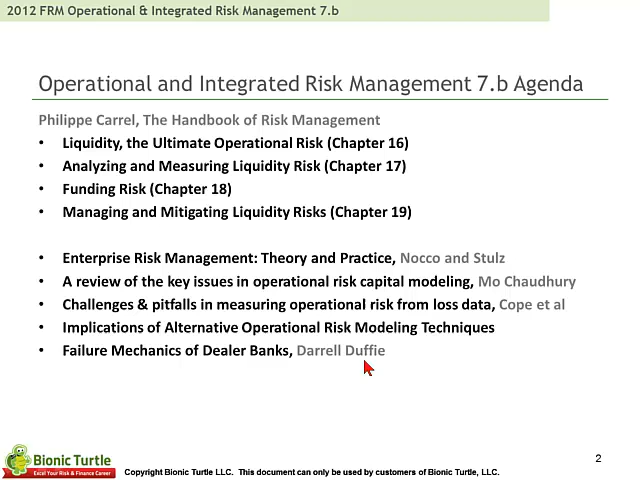 2012 FRM Operational & Integrated Risk Management 7.b
Operational and Integrated Risk Management 7.b Agenda
Philippe Carrel, The Handbook of Risk Management
• Liquidity, the Ultimate Operational Risk (Chapter 16)
• Analyzing and Measuring Liquidity Risk (Chapter 17)
• Funding Risk (Chapter 18)
• Managing and Mitigating Liquidity Risks (Chapter 19)
• Enterprise Risk Management: Theory and Practice, Nocco and Stulz
• A review of the key issues in operational risk capital modeling, Mo Chaudhury
• Challenges & pitfalls in measuring operational risk from loss data, Cope et al
• Implications of Alternative Operational Risk Modeling Techniques
• Failure Mechanics of Dealer Banks, Darrell Duffie
2
Bionic Turtle
Excel Your Risk & Finance Career
Copyright Bionic Turtle LLC. This document can only be used by customers of Bionic Turtle, LLC.